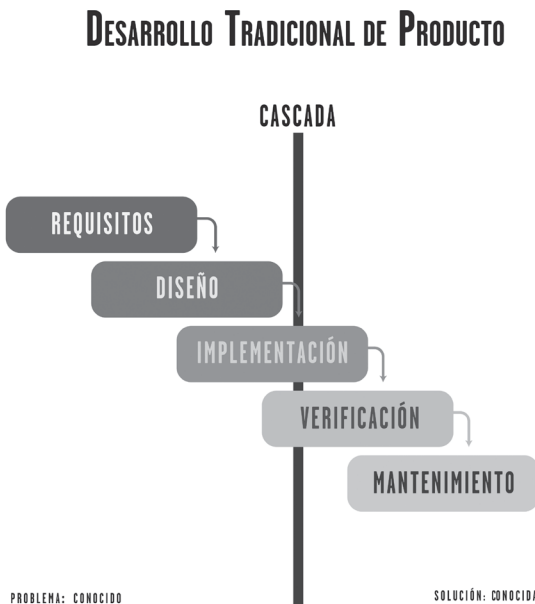 DESARROLLO TRADICIONAL DE PRODUCTO
CASCADA
REQUISITOS
DISEÑO
IMPLEMENTACIÓN
VERIFICACIÓN
MANTENIMIENTO
PROBLEMA: CONOCIDO
SOLUCIÓN: CONOCIDA